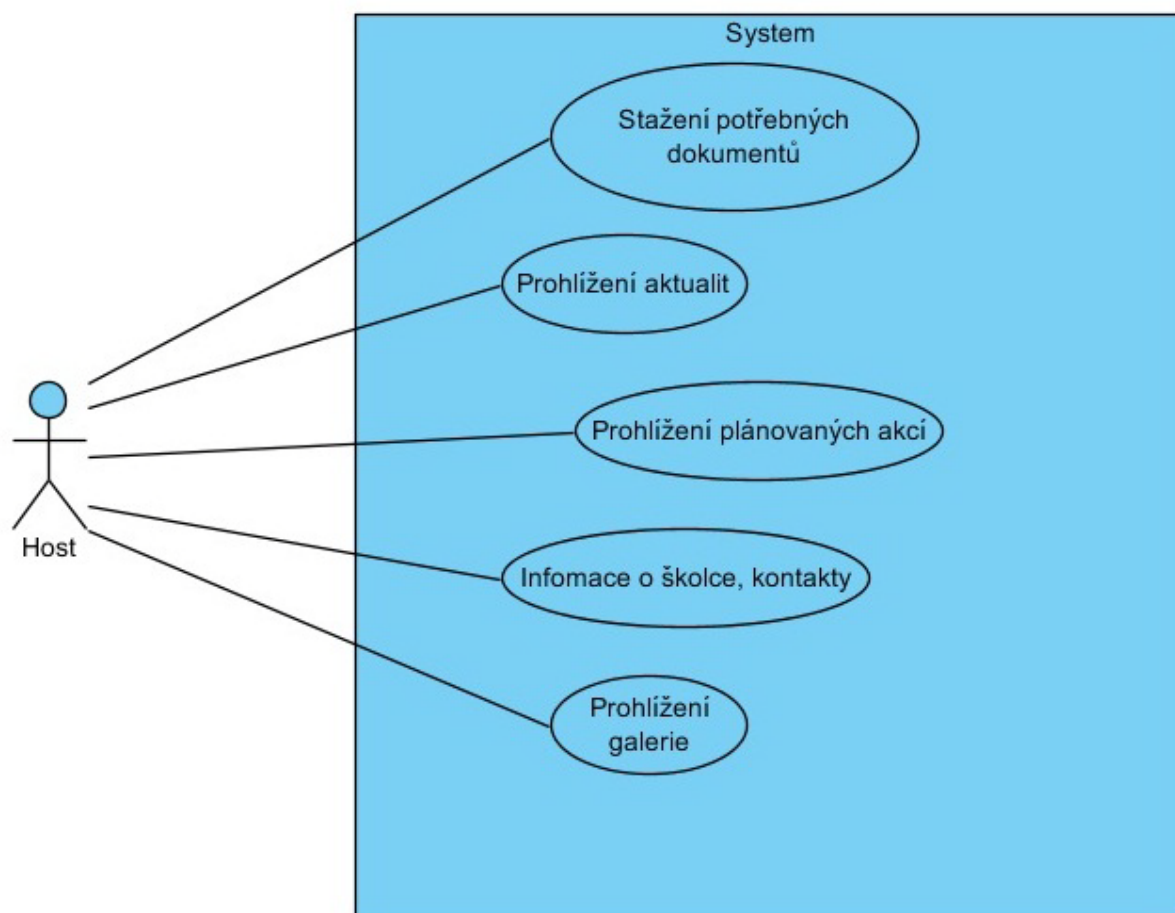 System
Stažení potřebných
dokumentů
Prohlížení aktualit
Prohlížení plánovaných akcí
Host
Infomace o školce, kontakty
Prohlížení
galerie